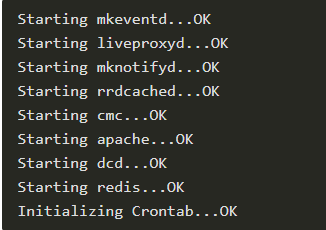 Starting mkeventd...OK
Starting liveproxyd...OK
Starting mknotifyd...OK
Starting rrdcached...OK
Starting cmc...OK
Starting apache...OK
Starting dcd...OK
Starting redis...OK
Initializing Crontab...OK